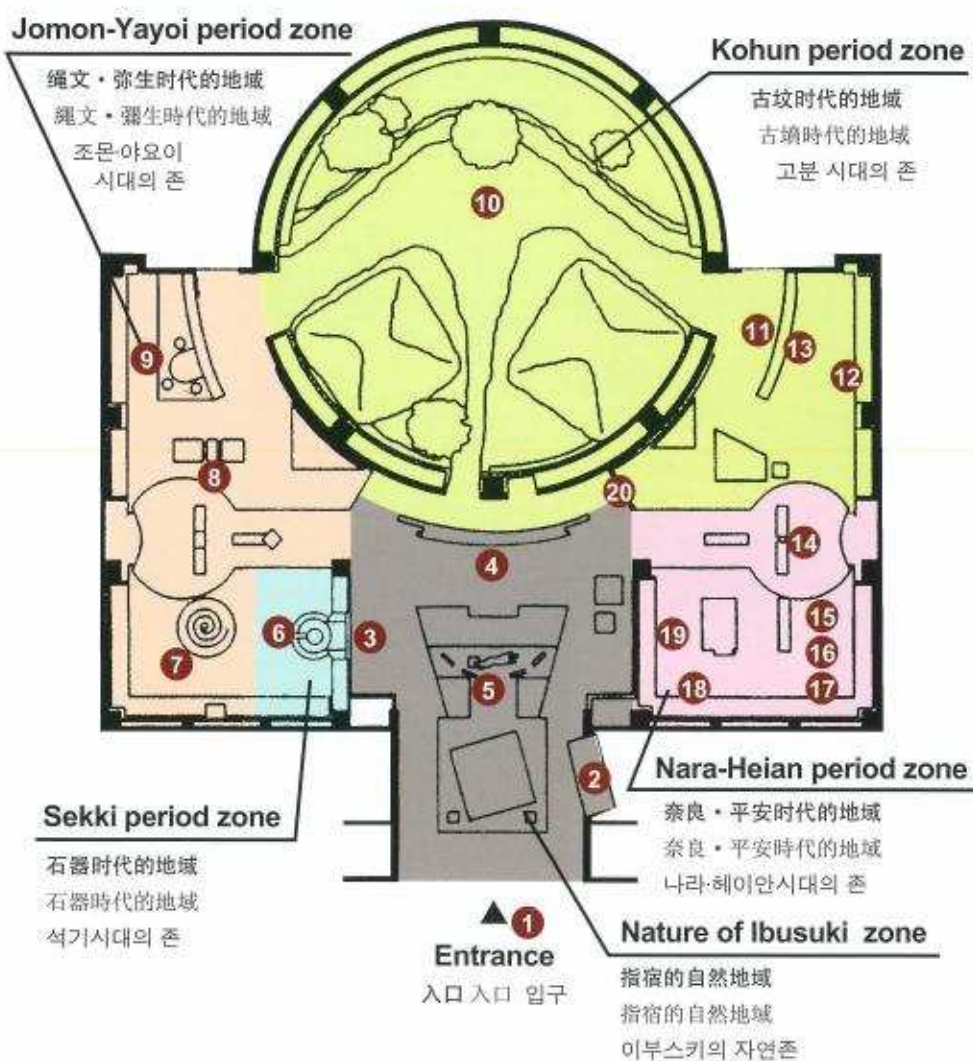 Jomon-Yayoi period zone
绳文・弥生时代的地域
繩文・彌生時代的地域
조몬·야요이
시대의 존
Kohun period zone
古坟时代的地域
古墳時代的地域
고분 시대의 존
10
9
11
13
12
8
20
14
4
6
3
7
5
19
15
16
18
17
2
Sekki period zone
石器时代的地域
石器時代的地域
석기시대의 존
Nara-Heian period zone
奈良・平安时代的地域
奈良・平安時代的地域
나라·헤이안시대의 존
1
Entrance
入口 入口 입구
Nature of Ibusuki zone
指宿的自然地域
指宿的自然地域
이부스키의 자연존